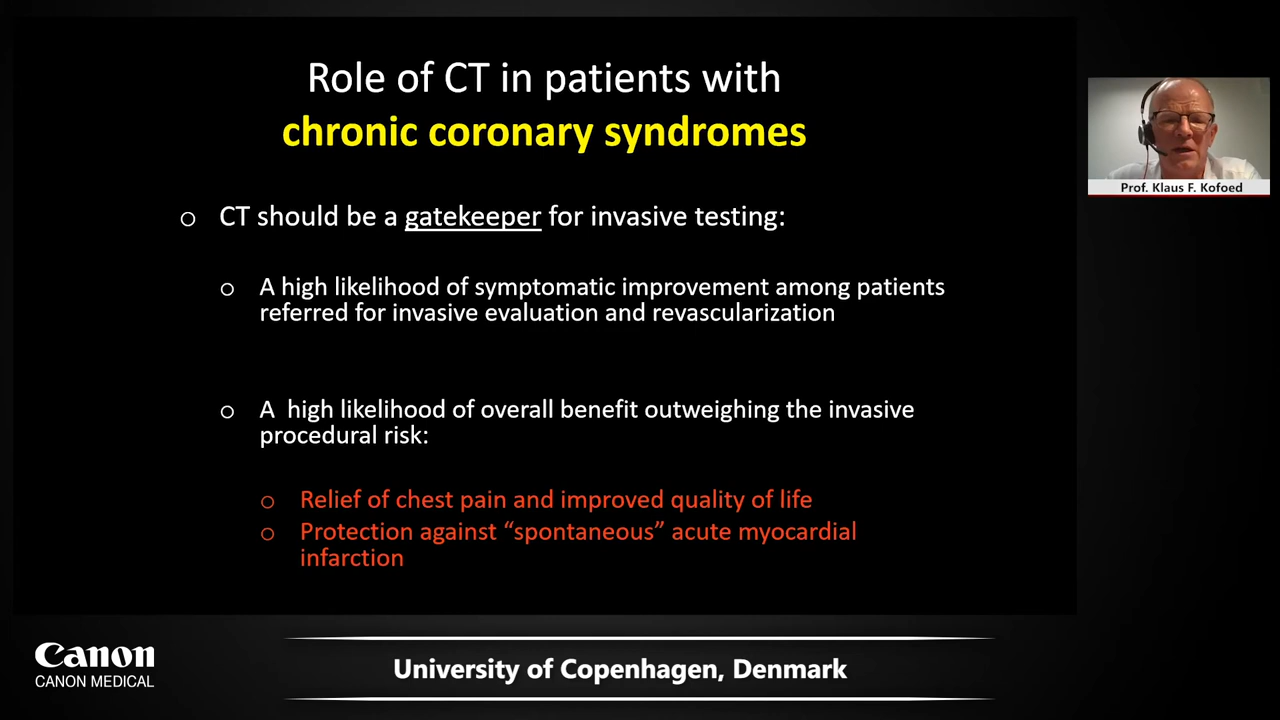 Role of CT in patients with
chronic coronary syndromes
CT should be a gatekeeper for invasive testing:
A high likelihood of symptomatic improvement among patients
referred for invasive evaluation and revascularization
A  high likelihood of overall benefit outweighing the invasive
procedural risk:
Relief of chest pain and improved quality of life
Protection against “spontaneous” acute myocardial
infarction
Prof. Klaus F. Kofoed
Canon
CANON MEDICAL
University of Copenhagen, Denmark